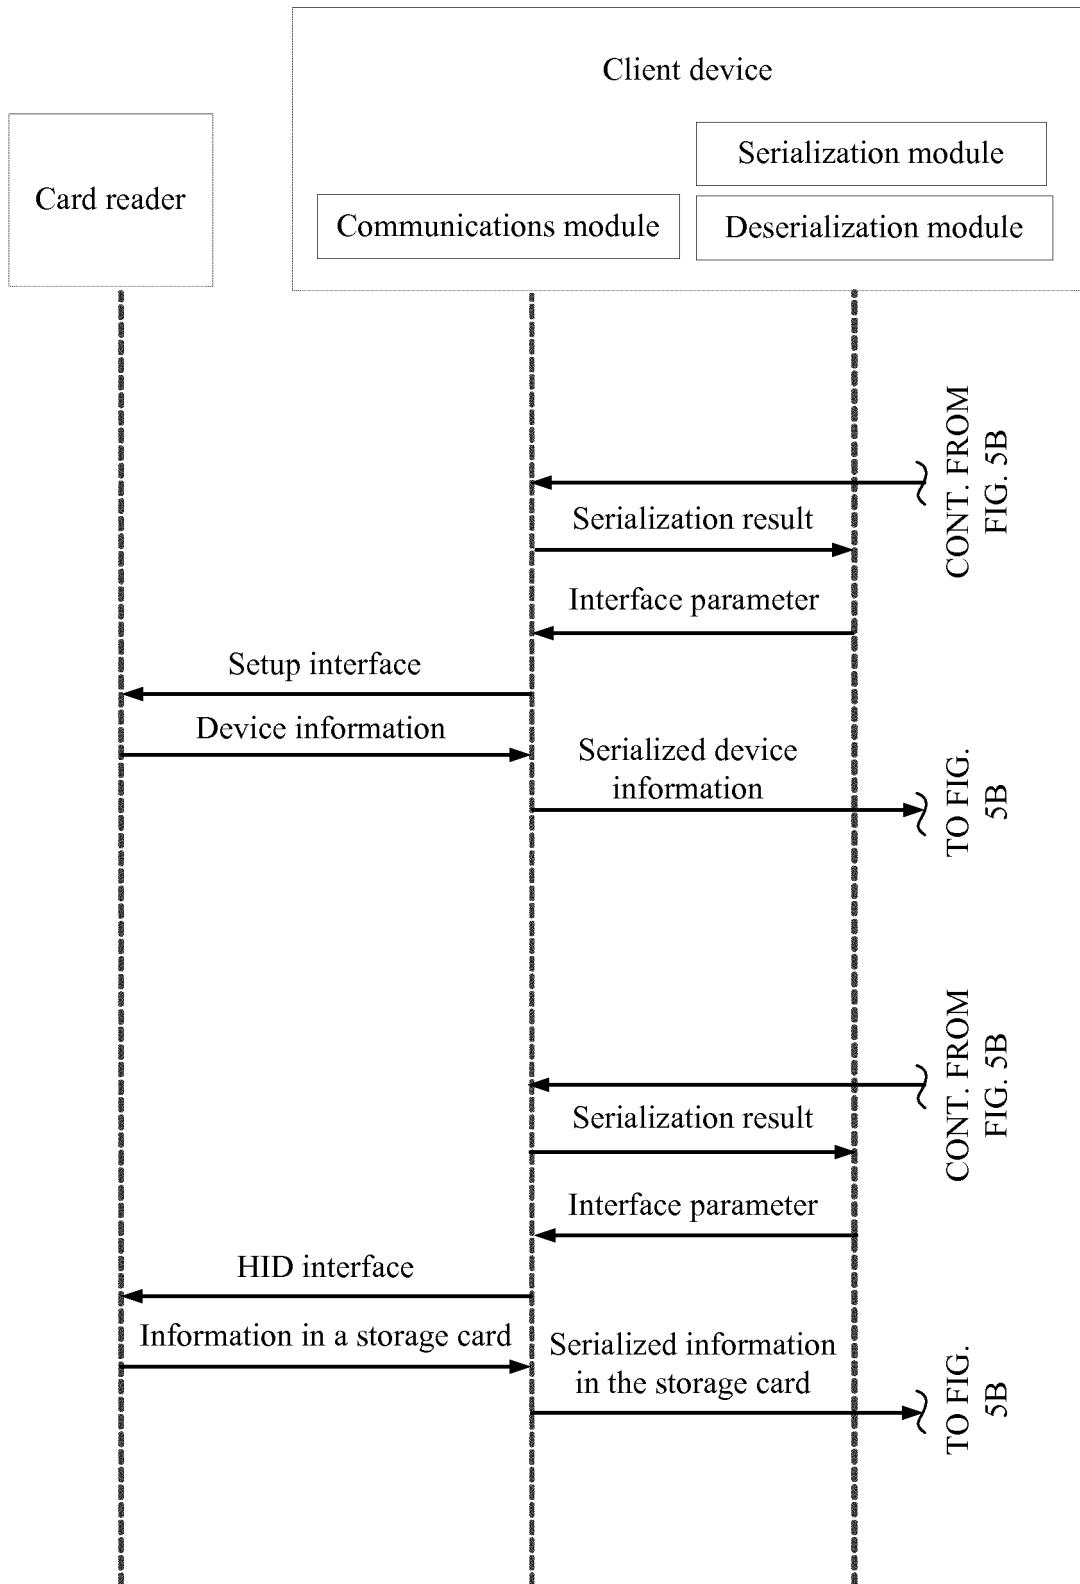 Client device
Serialization module
Card reader
Communications module
Deserialization module
CONT. FROM
FIG. 5B
Serialization result
Interface parameter
Setup interface
Device information
Serialized device
information
TO FIG.
5B
CONT. FROM
FIG. 5B
Serialization result
Interface parameter
HID interface
Information in a storage card
Serialized information
in the storage card
TO FIG.
5B